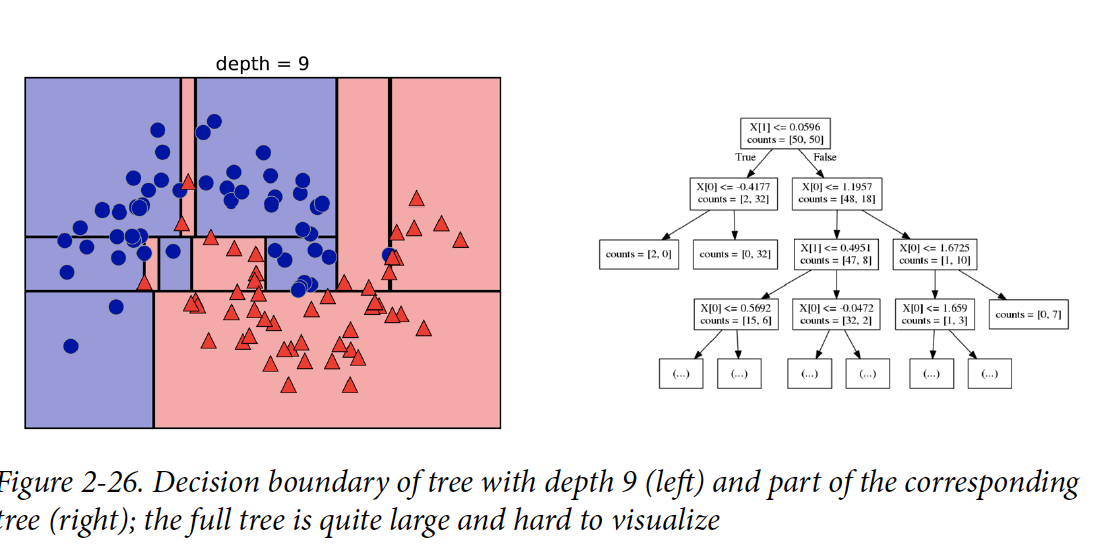 depth = 9
X[1] <= 0.0596
counts = [50, 50]
True
False
X[0] <= -0.4177
counts = [2, 32]
X[0] <= 1.1957
counts = [48, 18]
counts = [2, 0]
counts = [0, 32]
X[1] <= 0.4951
counts = [47, 8]
X[0] <= 1.6725
counts = [1, 10]
X[0] <= 0.5692
counts = [15, 6]
X[0] <= -0.0472
counts = [32, 2]
X[0] <= 1.659
counts = [1, 3]
counts = [0, 7]
(...)
(...)
(...)
(...)
(...)
(...)
Figure 2-26. Decision boundary of tree with depth 9 (left) and part of the corresponding
tree (right); the full tree is quite large and hard to visualize